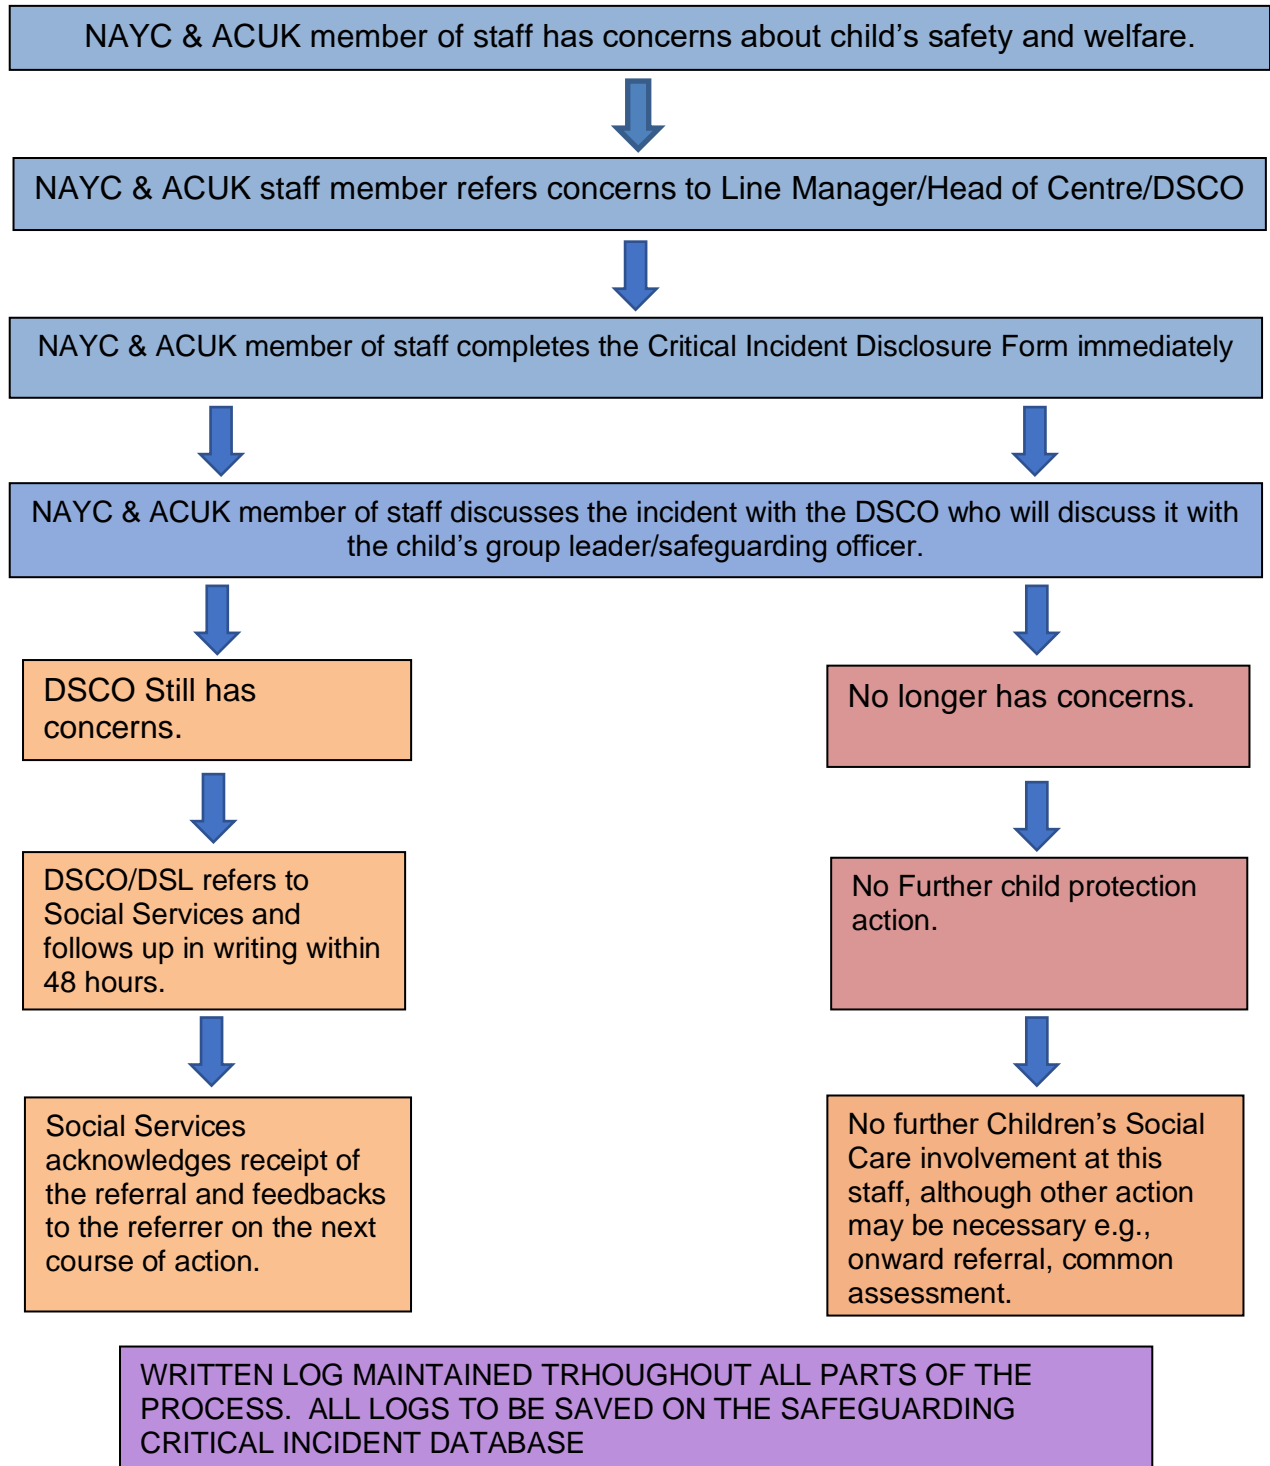 NAYC & ACUK member of staff has concerns about child’s safety and welfare.
NAYC & ACUK staff member refers concerns to Line Manager/Head of Centre/DSCO
NAYC & ACUK member of staff completes the Critical Incident Disclosure Form immediately
NAYC & ACUK member of staff discusses the incident with the DSCO who will discuss it with
the child’s group leader/safeguarding officer.
DSCO Still has
concerns.
No longer has concerns.
DSCO/DSL refers to
Social Services and
follows up in writing within
48 hours.
No Further child protection
action.
Social Services
acknowledges receipt of
the referral and feedbacks
to the referrer on the next
course of action.
No further Children’s Social
Care involvement at this
staff, although other action
may be necessary e.g.,
onward referral, common
assessment.
WRITTEN LOG MAINTAINED TRHOUGHOUT ALL PARTS OF THE
PROCESS.  ALL LOGS TO BE SAVED ON THE SAFEGUARDING
CRITICAL INCIDENT DATABASE